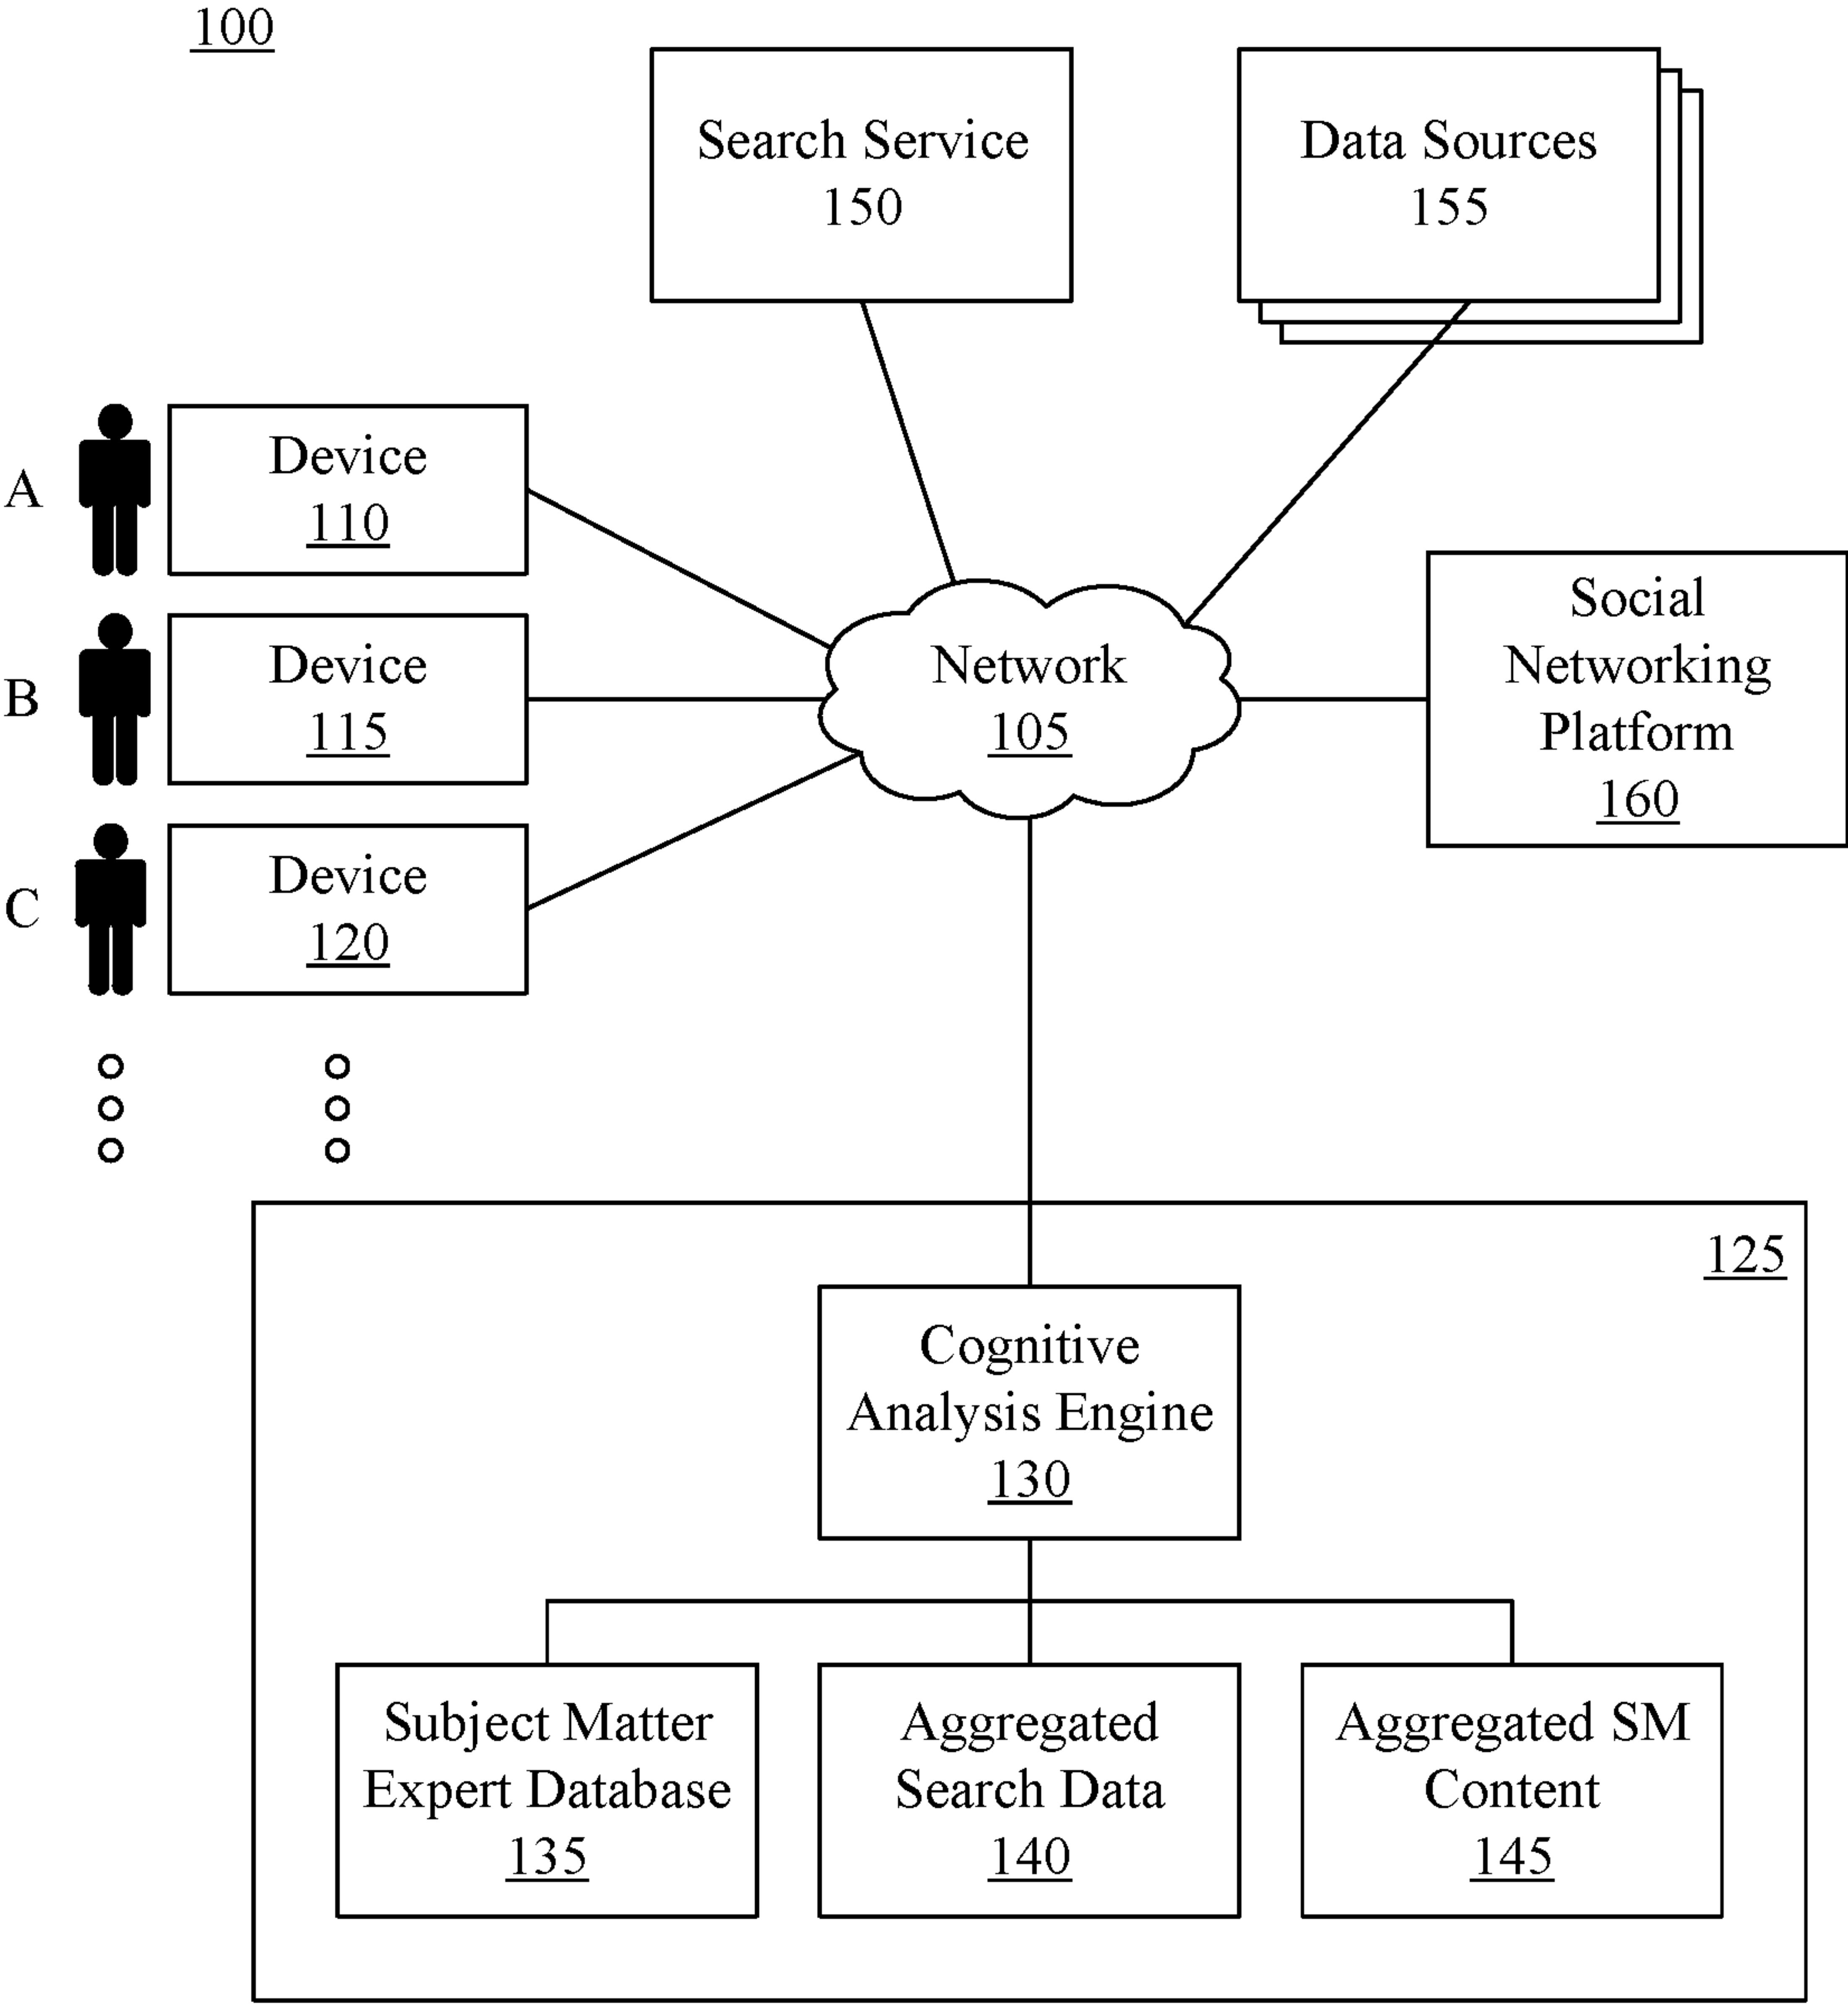 100
Search Service
150
Data Sources
155
A
Device
110
B
Device
115
C
Device
120
Network
105
Social
Networking
Platform
160
125
Cognitive
Analysis Engine
130
Subject Matter
Expert Database
135
Aggregated
Search Data
140
Aggregated SM
Content
145